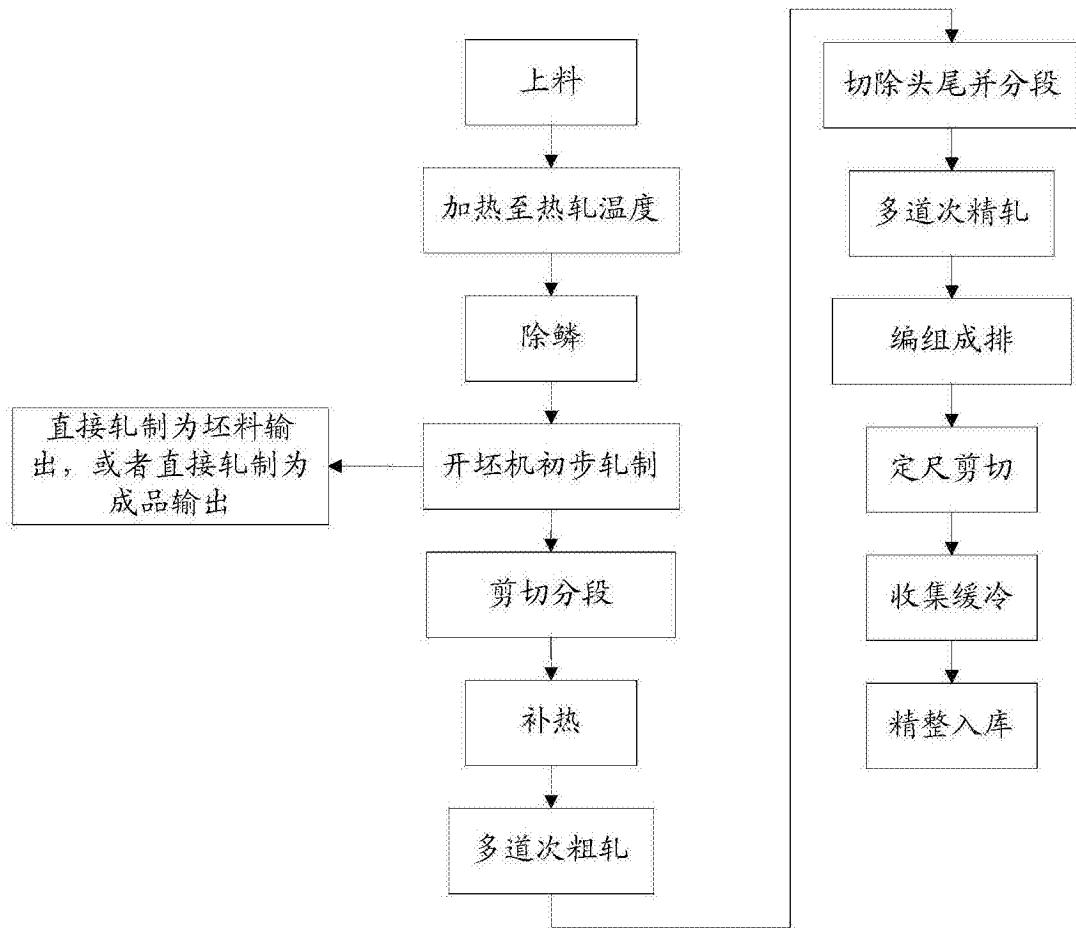 上料
加热至热轧温度
除鳞
直接轧制为坯料输
出，或者直接轧制为
成品输出
开坯机初步轧制
剪切分段
补热
多道次粗轧
切除头尾并分段
多道次精轧
编组成排
定尺剪切
收集缓冷
精整入库